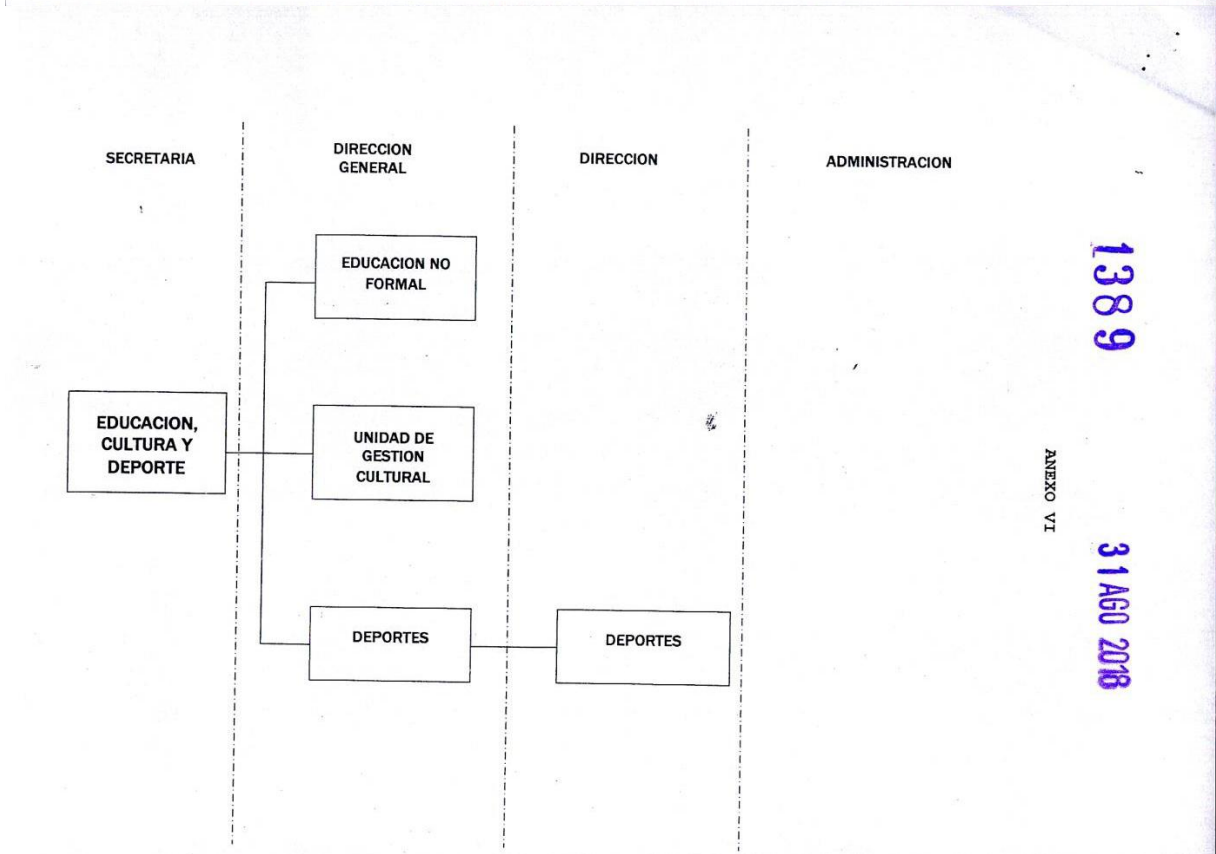 SECRETARIA
DIRECCION
GENERAL
DIRECCION
ADMINISTRACION
EDUCACION NO
FORMAL
EDUCACION,
CULTURA Y
DEPORTE
UNIDAD DE
GESTION
CULTURAL
DEPORTES
DEPORTES
1389
ANEXO VI
31 AGO 2018